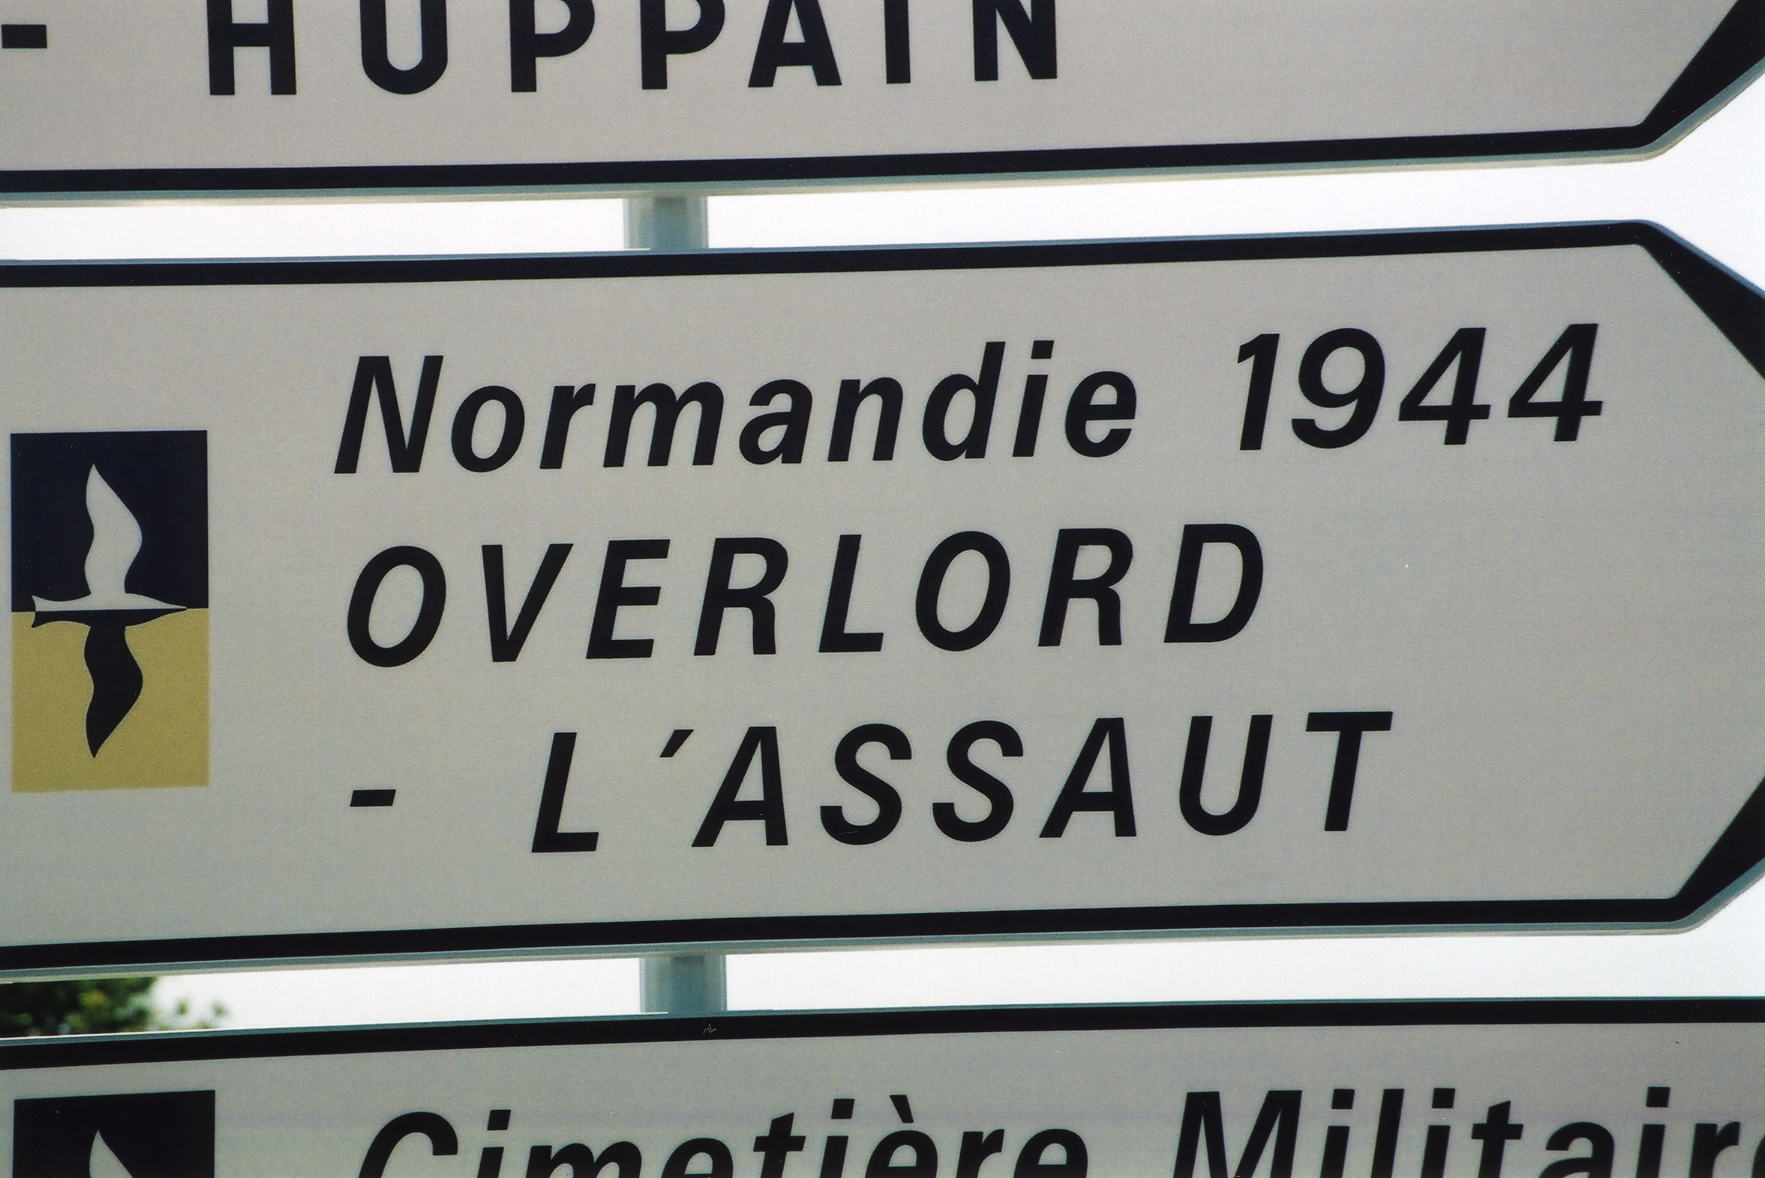 - HUPPAIN
Normandie 1944
OVERLORD
- L'ASSAUT
Cimetière Militaire